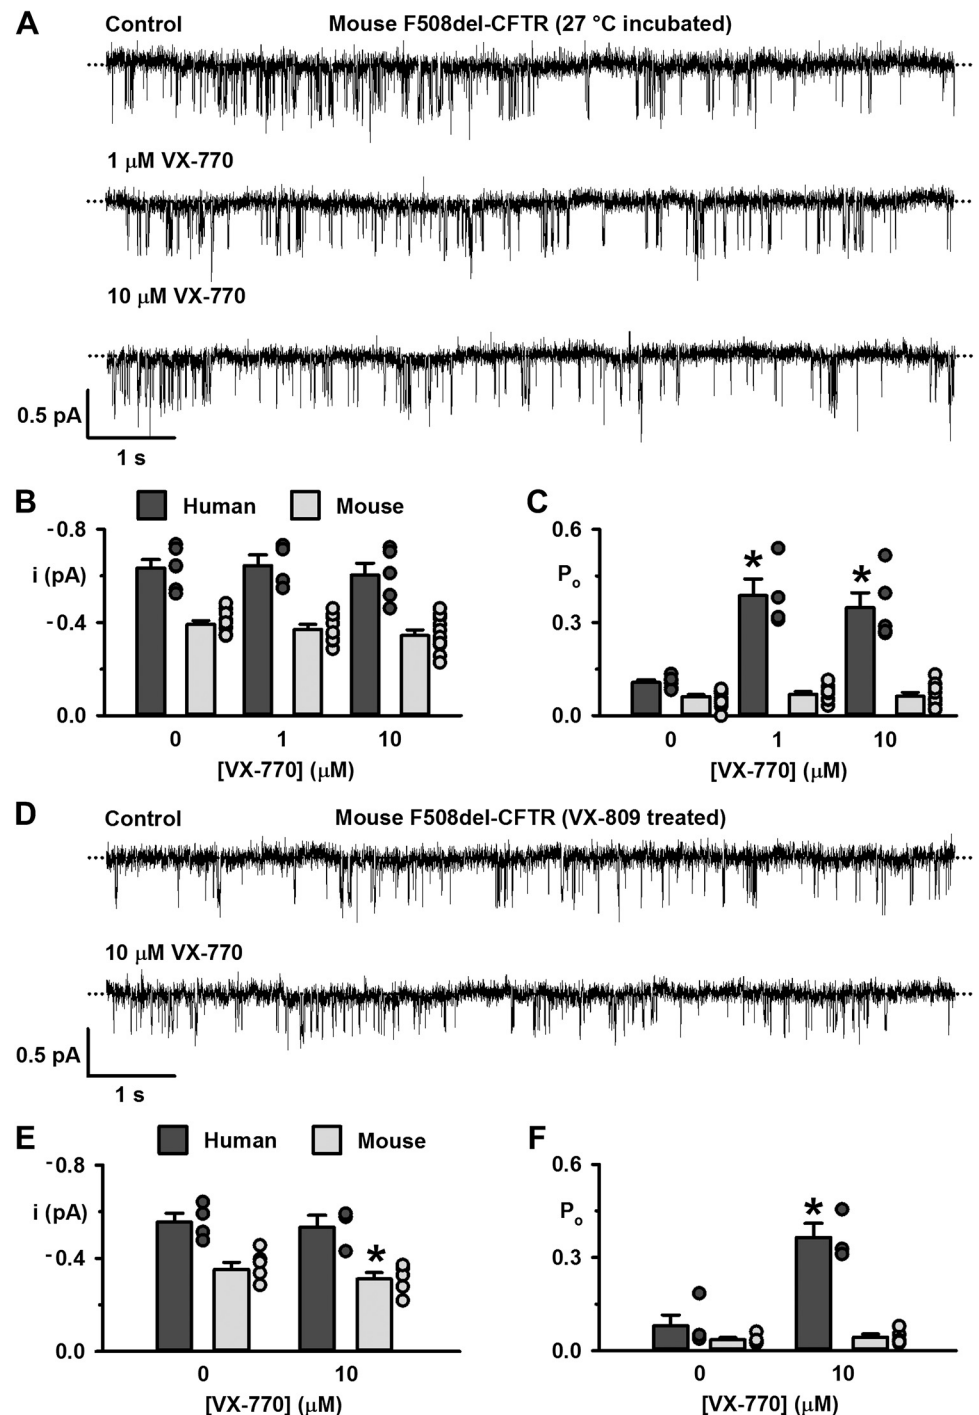 A Control Mouse F508del-CFTR (27 °C incubated)
1 μM VX-770
10 μM VX-770
0.5 pA
1 s
B Human Mouse
-0.8
i (pA)
-0.4
0.0
0 1 10
[VX-770] (μM)
C
0.6
Po
0.3
0.0
* *
0 1 10
[VX-770] (μM)
D Control Mouse F508del-CFTR (VX-809 treated)
10 μM VX-770
0.5 pA
1 s
E Human Mouse
-0.8
i (pA)
-0.4
0.0
*
0 10
[VX-770] (μM)
F
0.6
Po
0.3
0.0
*
0 10
[VX-770] (μM)